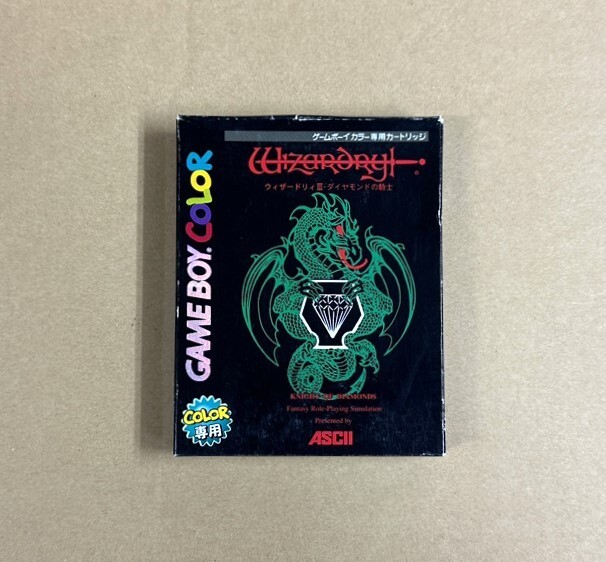 ゲームボーイカラー専用カートリッジ
Wizardry
®
ウィザードリィIII・ダイヤモンドの騎士
GAME BOY COLOR
KNIGHT OF DIAMONDS
Fantasy Role-Playing Simulation
Presented by
ASCII
COLOR
専用